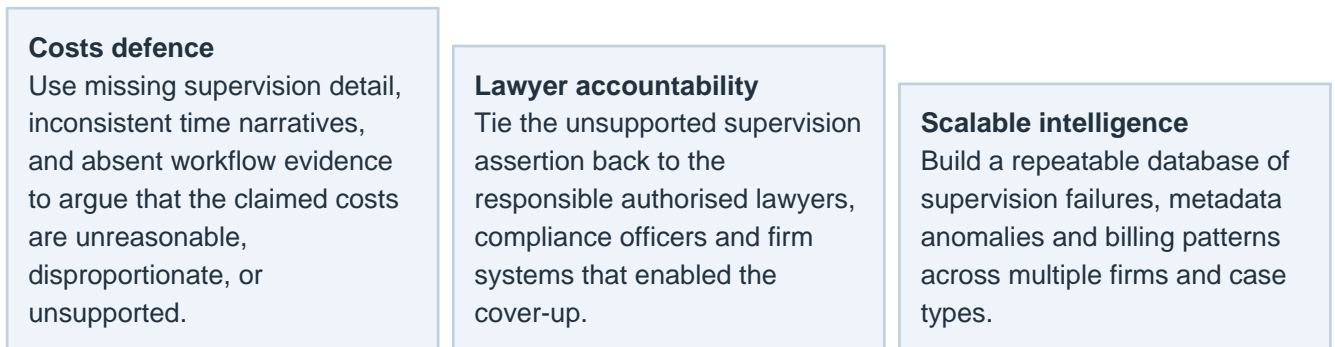 Costs defence
Use missing supervision detail,
inconsistent time narratives,
and absent workflow evidence
to argue that the claimed costs
are unreasonable,
disproportionate, or
unsupported.
Lawyer accountability
Tie the unsupported supervision
assertion back to the
responsible authorised lawyers,
compliance officers and firm
systems that enabled the
cover-up.
Scalable intelligence
Build a repeatable database of
supervision failures, metadata
anomalies and billing patterns
across multiple firms and case
types.